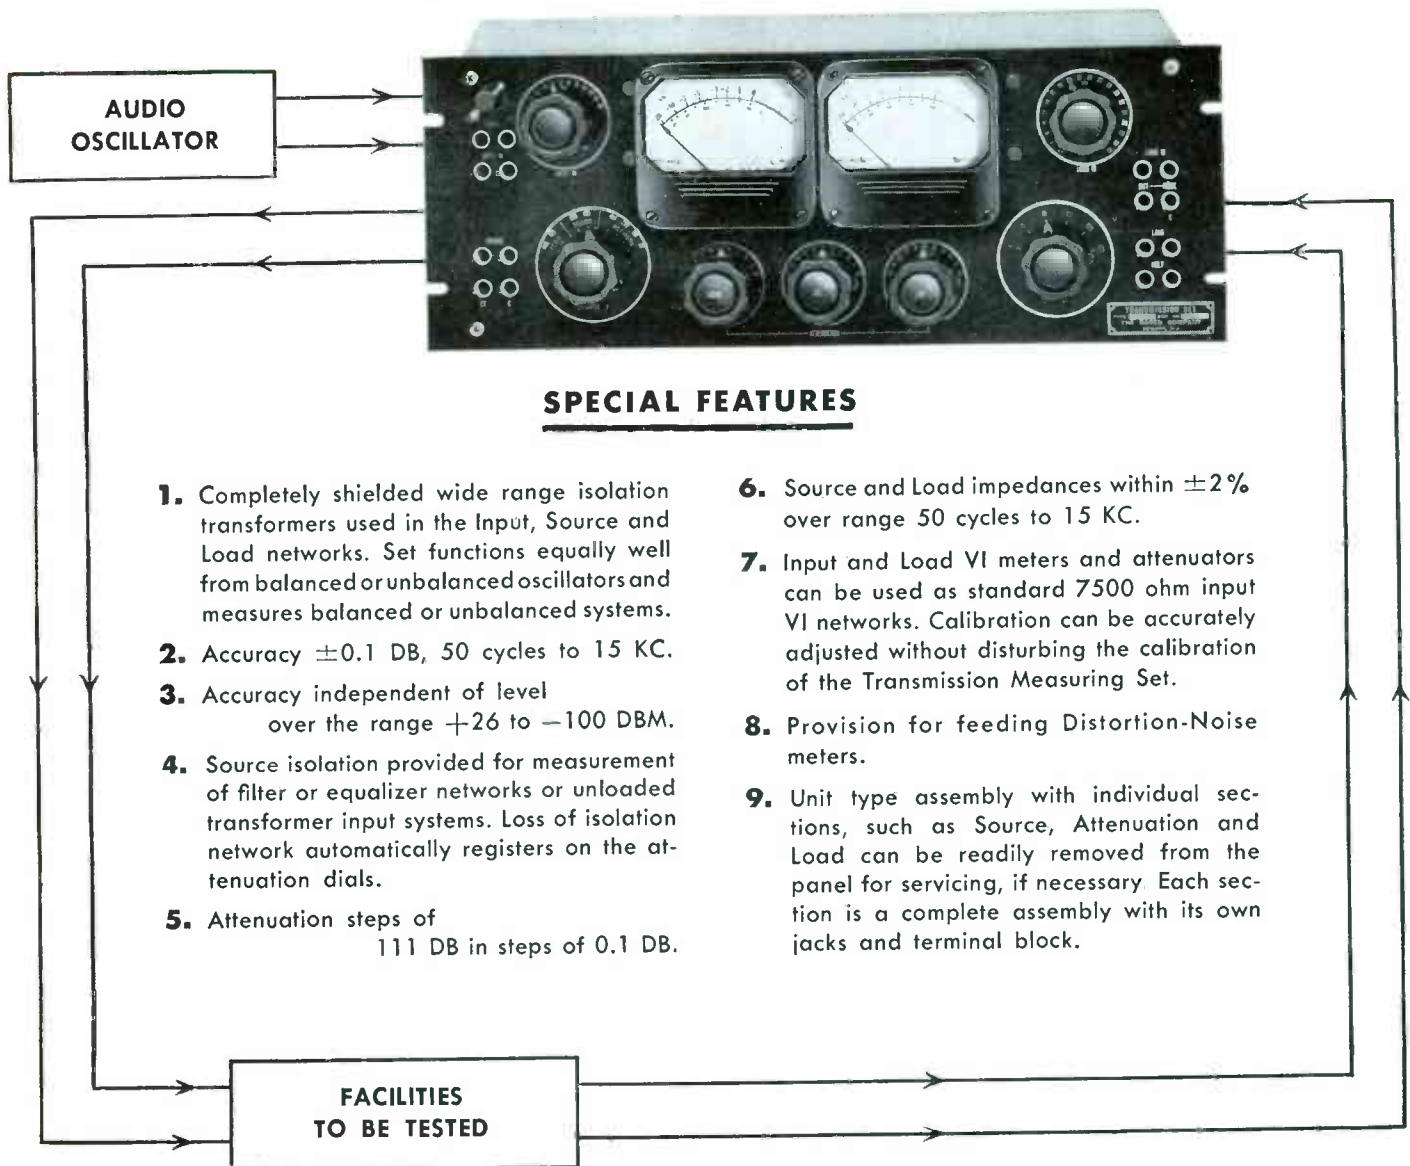 AUDIO
OSCILLATOR
TRANSMISSION SET
THE DAVEN COMPANY
SPECIAL FEATURES
1. Completely shielded wide range isolation
transformers used in the Input, Source and
Load networks. Set functions equally well
from balanced or unbalanced oscillators and
measures balanced or unbalanced systems.
2. Accuracy ±0.1 DB, 50 cycles to 15 KC.
3. Accuracy independent of level
over the range +26 to −100 DBM.
4. Source isolation provided for measurement
of filter or equalizer networks or unloaded
transformer input systems. Loss of isolation
network automatically registers on the at-
tenuation dials.
5. Attenuation steps of
111 DB in steps of 0.1 DB.
6. Source and Load impedances within ±2%
over range 50 cycles to 15 KC.
7. Input and Load VI meters and attenuators
can be used as standard 7500 ohm input
VI networks. Calibration can be accurately
adjusted without disturbing the calibration
of the Transmission Measuring Set.
8. Provision for feeding Distortion-Noise
meters.
9. Unit type assembly with individual sec-
tions, such as Source, Attenuation and
Load can be readily removed from the
panel for servicing, if necessary. Each sec-
tion is a complete assembly with its own
jacks and terminal block.
FACILITIES
TO BE TESTED